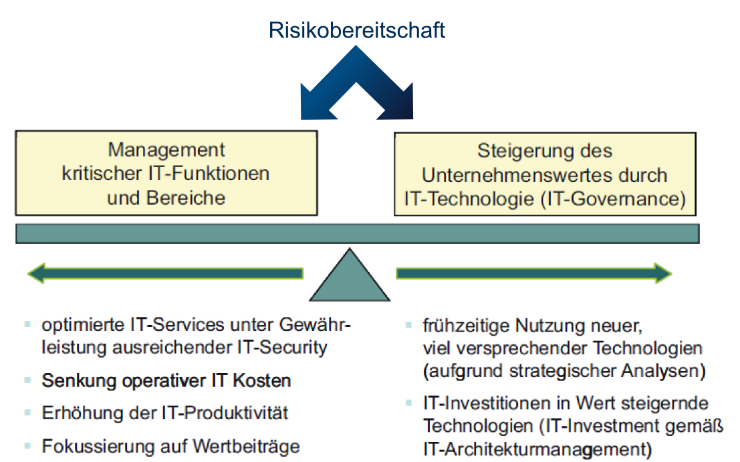 Risikobereitschaft
Management
kritischer IT-Funktionen
und Bereiche
Steigerung des
Unternehmenswertes durch
IT-Technologie (IT-Governance)
optimierte IT-Services unter Gewähr-
leistung ausreichender IT-Security
Senkung operativer IT Kosten
Erhöhung der IT-Produktivität
Fokussierung auf Wertbeiträge
frühzeitige Nutzung neuer,
viel versprechender Technologien
(aufgrund strategischer Analysen)
IT-Investitionen in Wert steigernde
Technologien (IT-Investment gemäß
IT-Architekturmanagement)